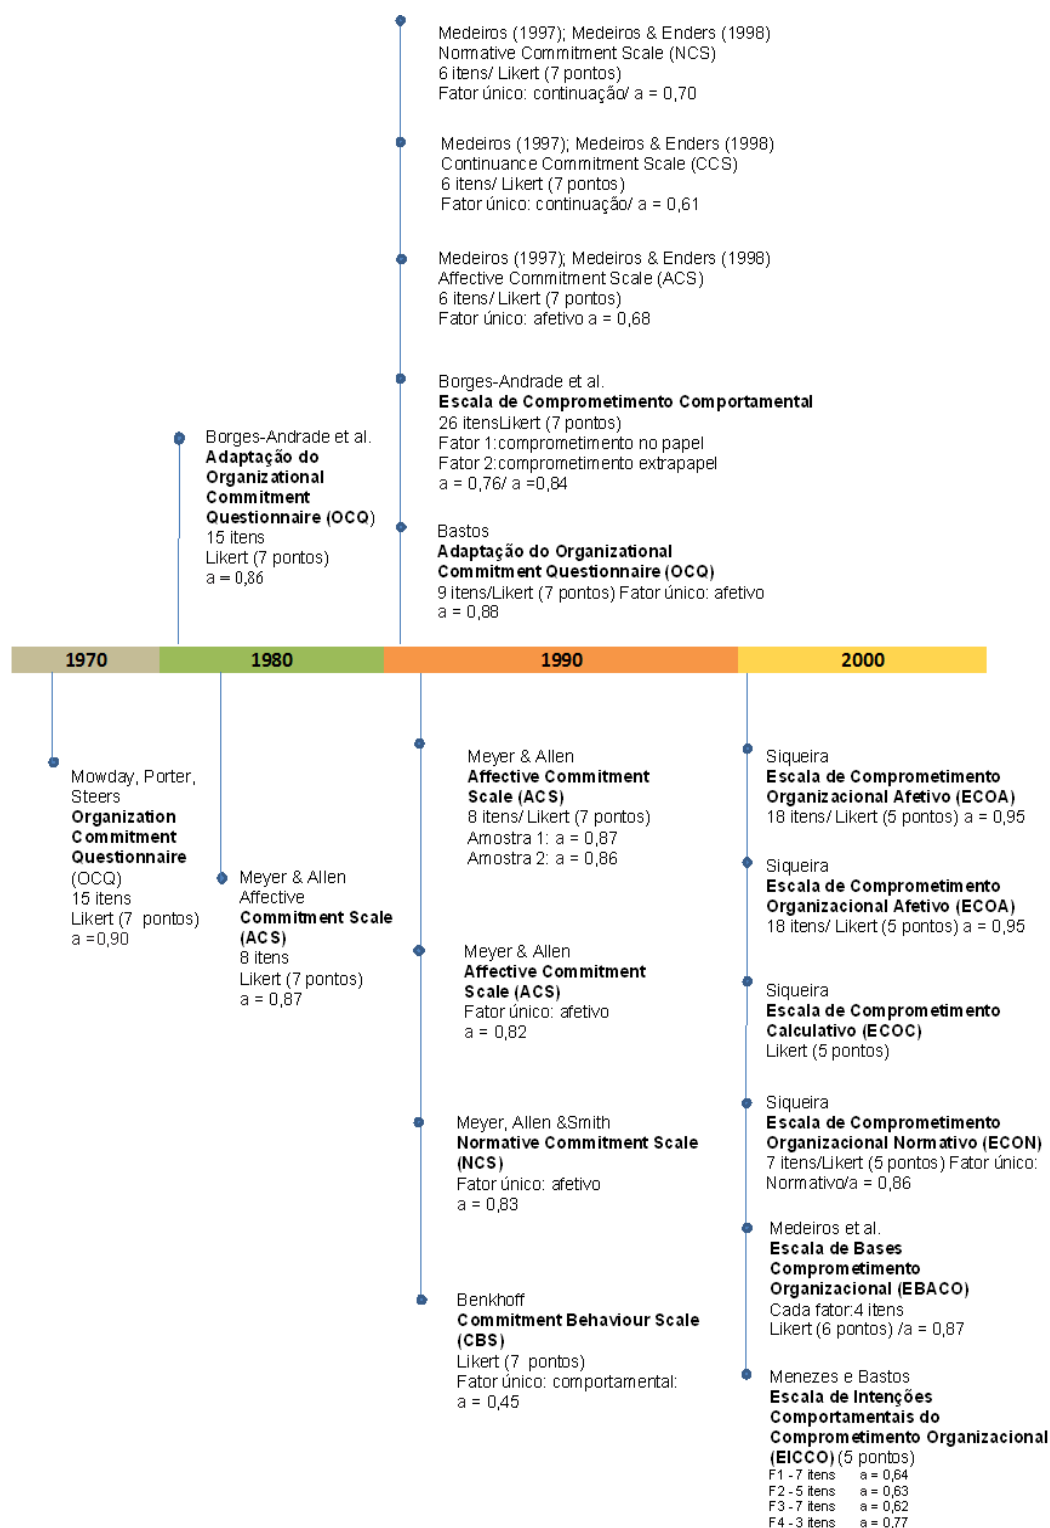 Medeiros (1997); Medeiros & Enders (1998)
Normative Commitment Scale (NCS)
6 itens/ Likert (7 pontos)
Fator único: continuação/ a = 0,70
Medeiros (1997); Medeiros & Enders (1998)
Continuance Commitment Scale (CCS)
6 itens/ Likert (7 pontos)
Fator único: continuação/ a = 0,61
Medeiros (1997); Medeiros & Enders (1998)
Affective Commitment Scale (ACS)
6 itens/ Likert (7 pontos)
Fator único: afetivo a = 0,68
Borges-Andrade et al.
Escala de Comprometimento Comportamental
26 itensLikert (7 pontos)
Fator 1:comprometimento no papel
Fator 2:comprometimento extrapapel
a = 0,76/ a =0,84
Borges-Andrade et al.
Adaptação do
Organizational
Commitment
Questionnaire (OCQ)
15 itens
Likert (7 pontos)
a = 0,86
Bastos
Adaptação do Organizational
Commitment Questionnaire (OCQ)
9 itens/Likert (7 pontos) Fator único: afetivo
a = 0,88
1970 1980 1990 2000
Mowday, Porter,
Steers
Organization
Commitment
Questionnaire
(OCQ)
15 itens
Likert (7 pontos)
a =0,90
Meyer & Allen
Affective
Commitment Scale
(ACS)
8 itens
Likert (7 pontos)
a = 0,87
Meyer & Allen
Affective Commitment
Scale (ACS)
8 itens/ Likert (7 pontos)
Amostra 1: a = 0,87
Amostra 2: a = 0,86
Meyer & Allen
Affective Commitment
Scale (ACS)
Fator único: afetivo
a = 0,82
Meyer, Allen &Smith
Normative Commitment Scale
(NCS)
Fator único: afetivo
a = 0,83
Benkhoff
Commitment Behaviour Scale
(CBS)
Likert (7 pontos)
Fator único: comportamental:
a = 0,45
Siqueira
Escala de Comprometimento
Organizacional Afetivo (ECOA)
18 itens/ Likert (5 pontos) a = 0,95
Siqueira
Escala de Comprometimento
Organizacional Afetivo (ECOA)
18 itens/ Likert (5 pontos) a = 0,95
Siqueira
Escala de Comprometimento
Calculativo (ECOC)
Likert (5 pontos)
Siqueira
Escala de Comprometimento
Organizacional Normativo (ECON)
7 itens/Likert (5 pontos) Fator único:
Normativo/a = 0,86
Medeiros et al.
Escala de Bases
Comprometimento
Organizacional (EBACO)
Cada fator:4 itens
Likert (6 pontos) /a = 0,87
Menezes e Bastos
Escala de Intenções
Comportamentais do
Comprometimento Organizacional
(EICCO) (5 pontos)
F1 - 7 itens a = 0,64
F2 - 5 itens a = 0,63
F3 - 7 itens a = 0,62
F4 - 3 itens a = 0,77